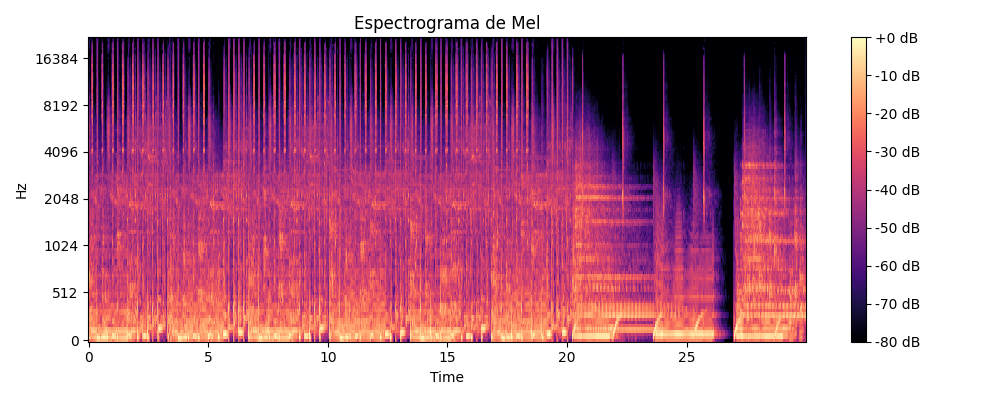 Espectrograma de Mel
Hz
16384
8192
4096
2048
1024
512
0
0 5 10 15 20 25
Time
+0 dB
-10 dB
-20 dB
-30 dB
-40 dB
-50 dB
-60 dB
-70 dB
-80 dB